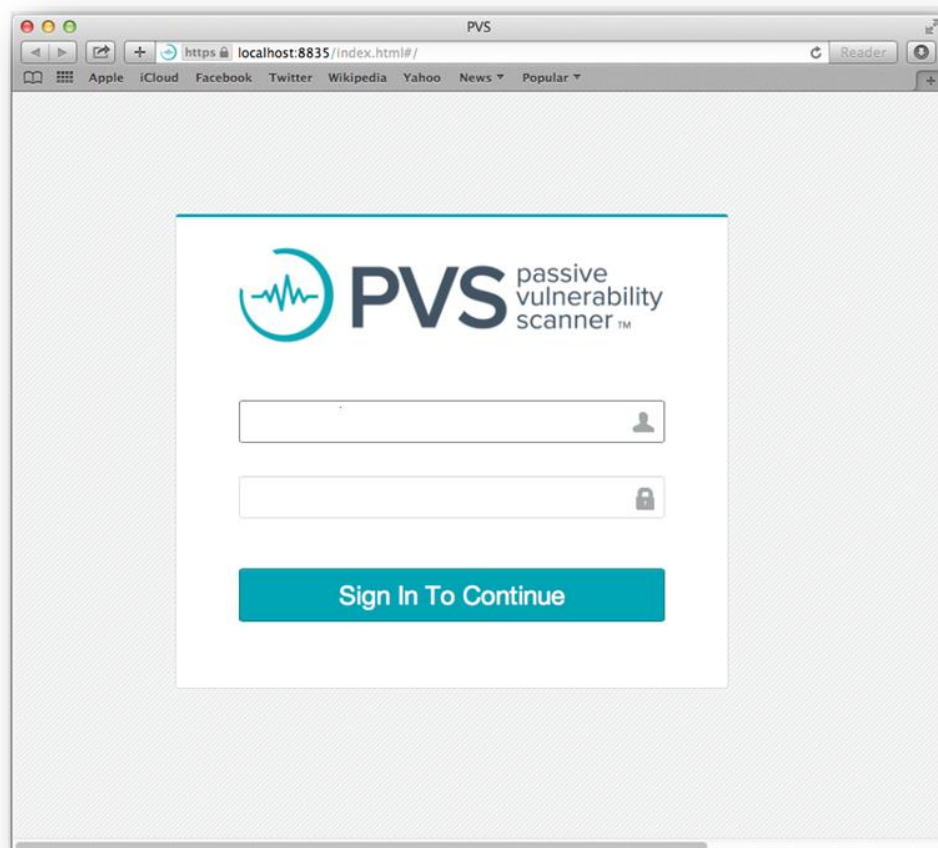 PVS
https localhost:8835/index.html#/
Reader
Apple iCloud Facebook Twitter Wikipedia Yahoo News Popular
PVS passive
vulnerability
scanner TM
Sign In To Continue